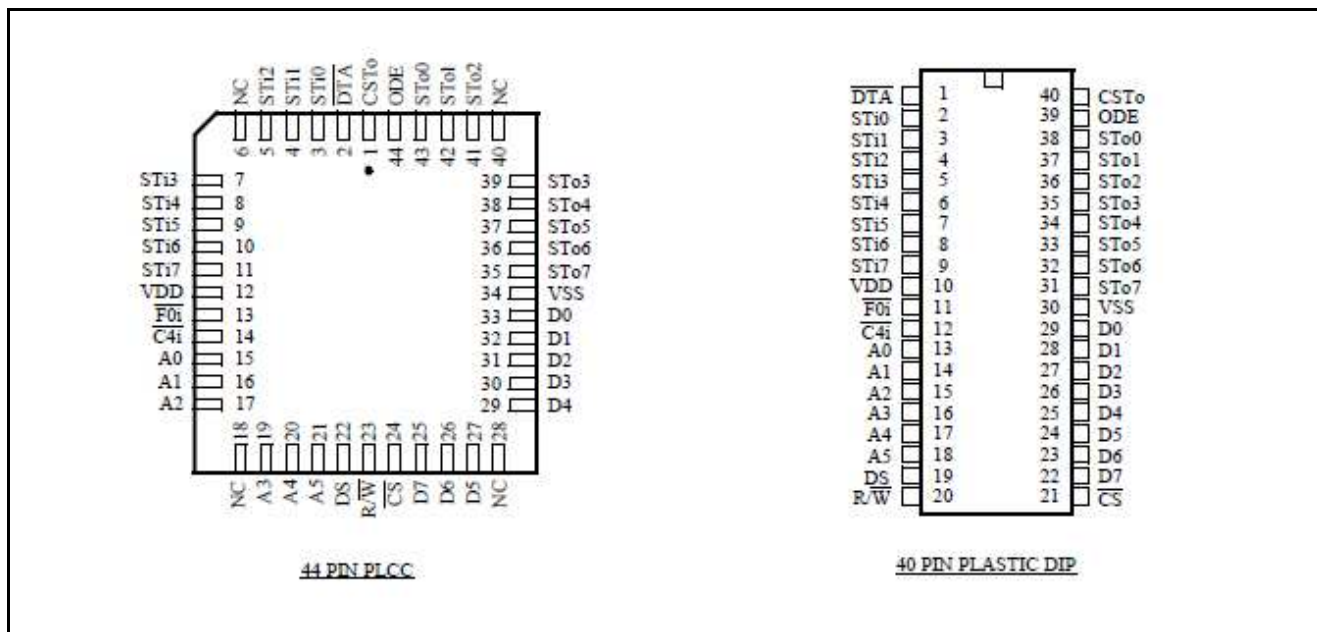 NC STi2 STi1 STi0 DTA CSTo ODE STo0 STo1 STo2 NC
6 5 4 3 2 1 44 43 42 41 40
STi3 7 39 STo3
STi4 8 38 STo4
STi5 9 37 STo5
STi6 10 36 STo6
STi7 11 35 STo7
VDD 12 34 VSS
F0i 13 33 D0
C4i 14 32 D1
A0 15 31 D2
A1 16 30 D3
A2 17 29 D4
18 19 20 21 22 23 24 25 26 27 28
NC A3 A4 A5 DS R/W CS D7 D6 D5 NC
44 PIN PLCC
DTA 1 40 CSTo
STi0 2 39 ODE
STi1 3 38 STo0
STi2 4 37 STo1
STi3 5 36 STo2
STi4 6 35 STo3
STi5 7 34 STo4
STi6 8 33 STo5
STi7 9 32 STo6
VDD 10 31 STo7
F0i 11 30 VSS
C4i 12 29 D0
A0 13 28 D1
A1 14 27 D2
A2 15 26 D3
A3 16 25 D4
A4 17 24 D5
A5 18 23 D6
DS 19 22 D7
R/W 20 21 CS
40 PIN PLASTIC DIP